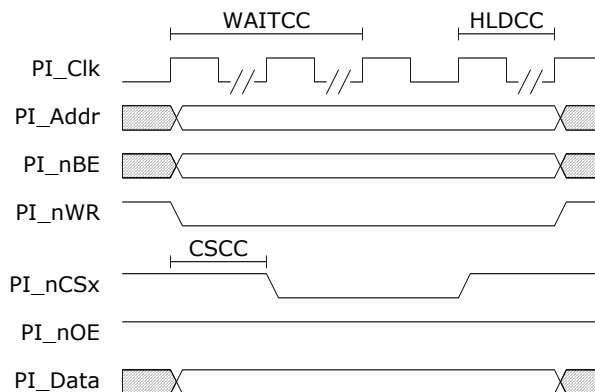 WAITCC HLDCC
PI_Clk
PI_Addr
PI_nBE
PI_nWR
CSCC
PI_nCSx
PI_nOE
PI_Data